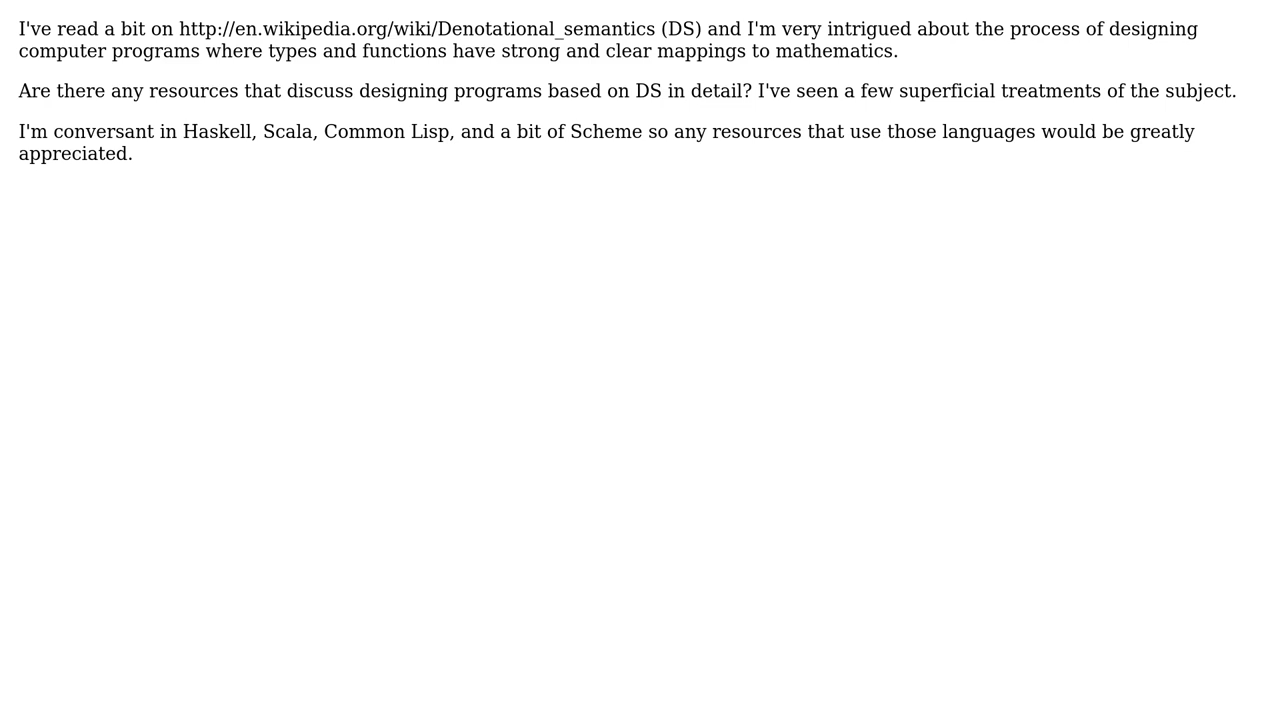 I've read a bit on http://en.wikipedia.org/wiki/Denotational_semantics (DS) and I'm very intrigued about the process of designing
computer programs where types and functions have strong and clear mappings to mathematics.
Are there any resources that discuss designing programs based on DS in detail? I've seen a few superficial treatments of the subject.
I'm conversant in Haskell, Scala, Common Lisp, and a bit of Scheme so any resources that use those languages would be greatly
appreciated.